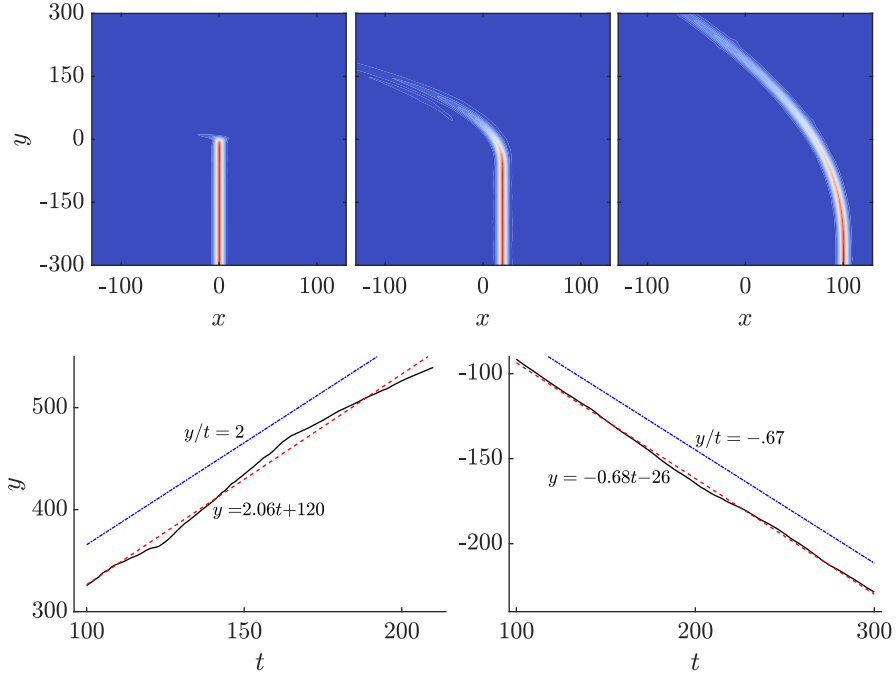 300
150
0
-150
-300
y
-100 0 100
-100 0 100
-100 0 100
x
x
x
500
400
300
y
y/t = 2
y =2.06t+120
100 150 200
t
-100
-150
-200
y/t = −.67
y = −0.68t−26
100 200 300
t